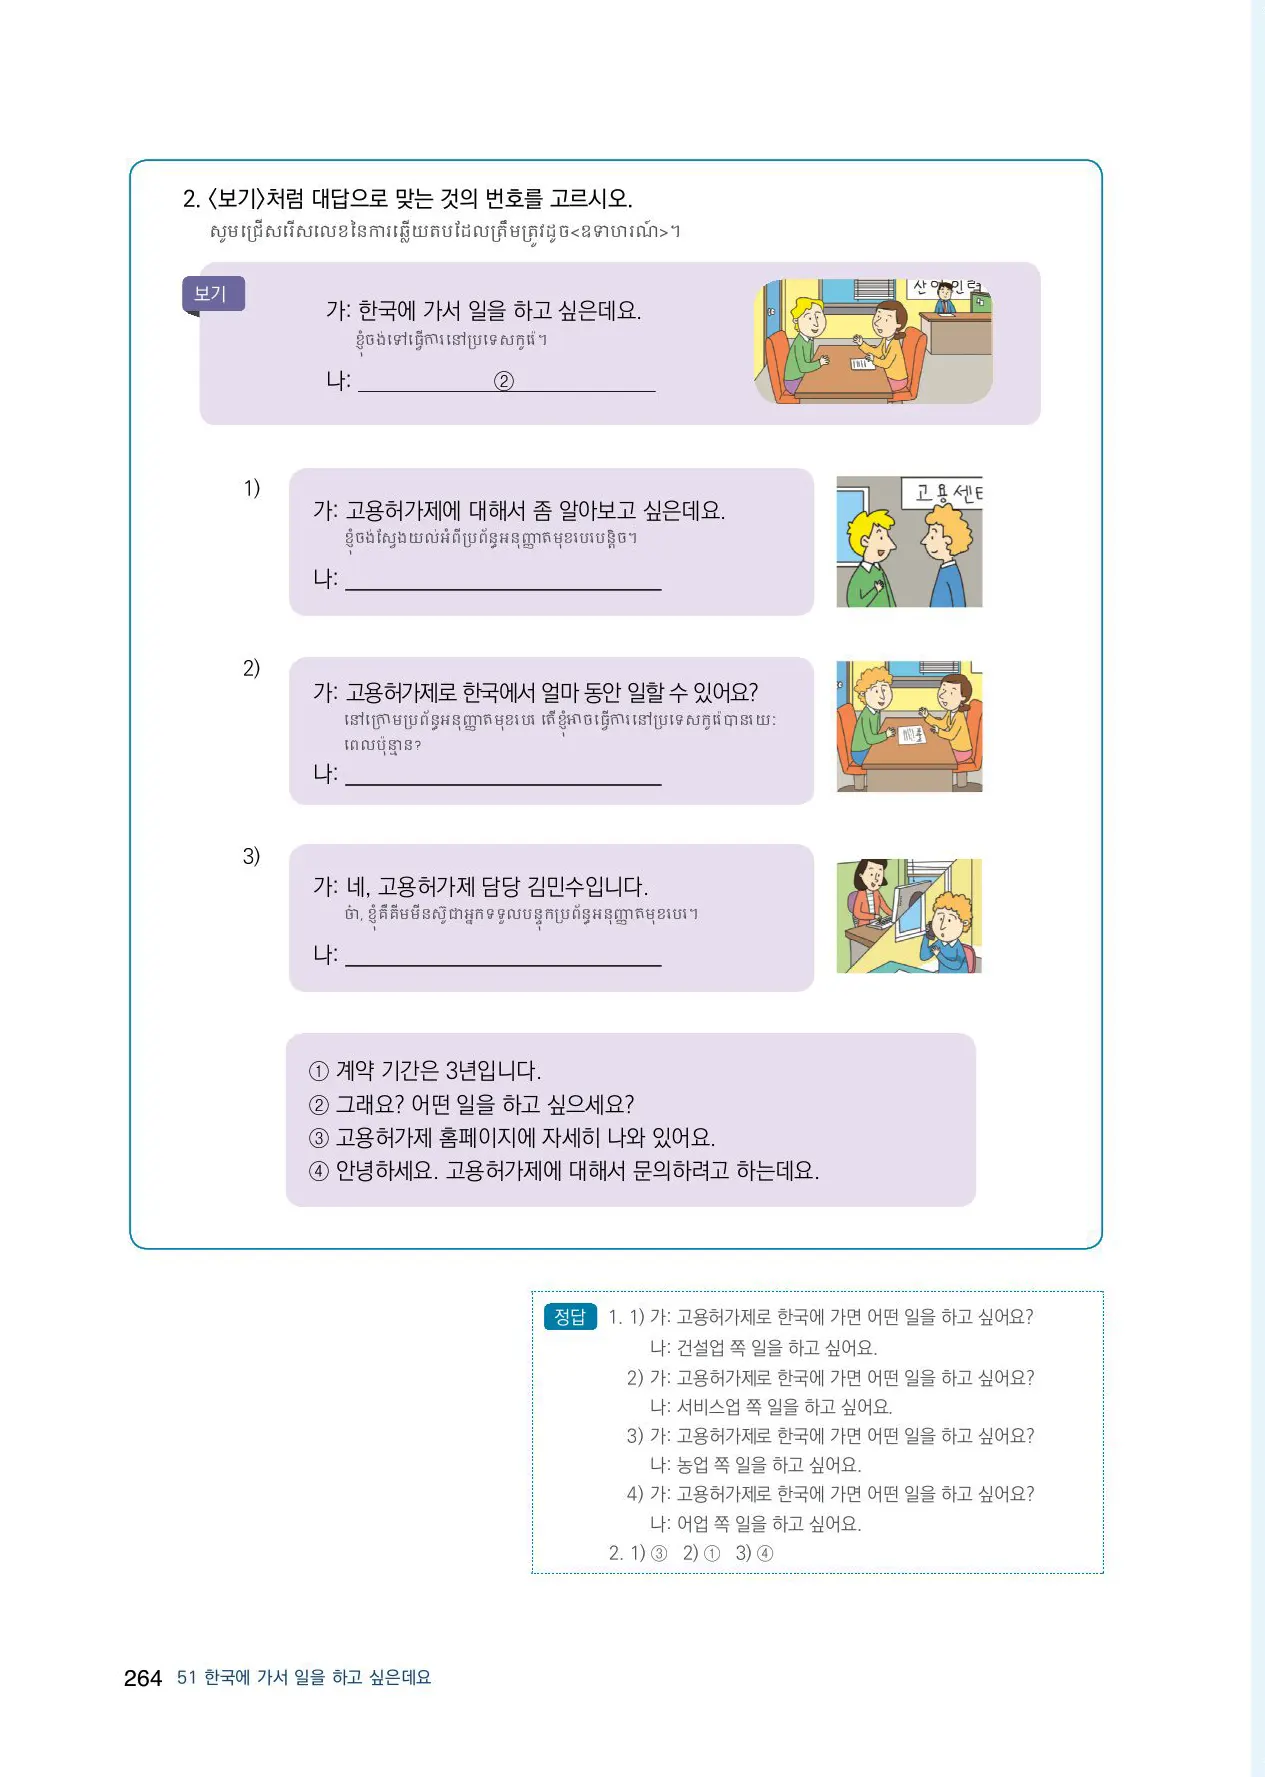 2. 〈보기〉처럼 대답으로 맞는 것의 번호를 고르시오.
សូមជ្រើសរើសលេខនៃការឆ្លើយតបដែលត្រឹមត្រូវដូច<ឧទាហរណ៍>។
보기
가: 한국에 가서 일을 하고 싶은데요.
ខ្ញុំចង់ទៅធ្វើការនៅប្រទេសកូរ៉េ។
나: ②
산업인력
1)
가: 고용허가제에 대해서 좀 알아보고 싶은데요.
ខ្ញុំចង់ស្វែងយល់អំពីប្រព័ន្ធអនុញ្ញាតមុខរបរបន្តិច។
나:
고용센터
2)
가: 고용허가제로 한국에서 얼마 동안 일할 수 있어요?
នៅក្រោមប្រព័ន្ធអនុញ្ញាតមុខរបរ តើខ្ញុំអាចធ្វើការនៅប្រទេសកូរ៉េបានរយៈ
ពេលប៉ុន្មាន?
나:
3)
가: 네, 고용허가제 담당 김민수입니다.
ច៎ា, ខ្ញុំគឺគីមមីនស៊ូជាអ្នកទទួលបន្ទុកប្រព័ន្ធអនុញ្ញាតមុខរបរ។
나:
① 계약 기간은 3년입니다.
② 그래요? 어떤 일을 하고 싶으세요?
③ 고용허가제 홈페이지에 자세히 나와 있어요.
④ 안녕하세요. 고용허가제에 대해서 문의하려고 하는데요.
정답 1. 1) 가: 고용허가제로 한국에 가면 어떤 일을 하고 싶어요?
나: 건설업 쪽 일을 하고 싶어요.
2) 가: 고용허가제로 한국에 가면 어떤 일을 하고 싶어요?
나: 서비스업 쪽 일을 하고 싶어요.
3) 가: 고용허가제로 한국에 가면 어떤 일을 하고 싶어요?
나: 농업 쪽 일을 하고 싶어요.
4) 가: 고용허가제로 한국에 가면 어떤 일을 하고 싶어요?
나: 어업 쪽 일을 하고 싶어요.
2. 1) ③ 2) ① 3) ④
264 51 한국에 가서 일을 하고 싶은데요